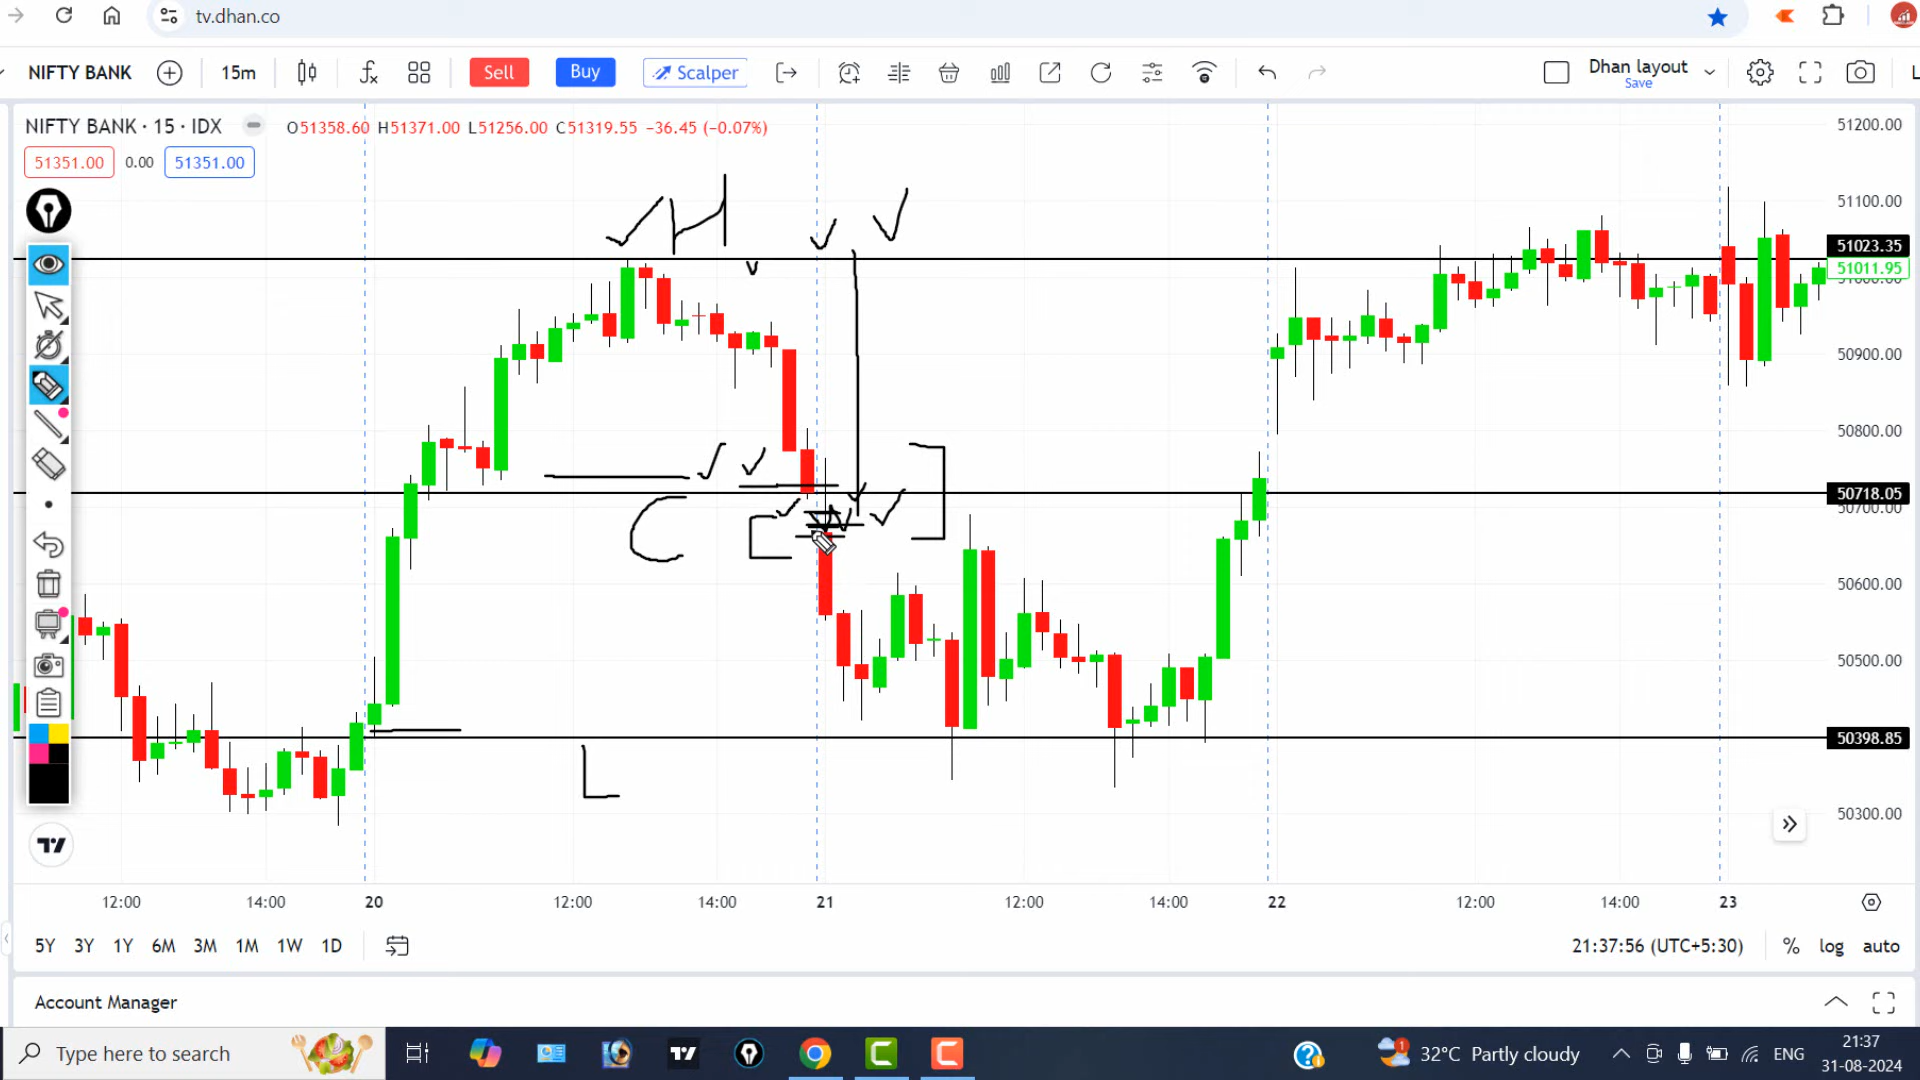 tv.dhan.co
NIFTY BANK 15m Sell Buy Scalper Dhan layout
Save
NIFTY BANK · 15 · IDX O51358.60 H51371.00 L51256.00 C51319.55 −36.45 (−0.07%)
51351.00 0.00 51351.00
H
C
L
51200.00
51100.00
51023.35
51011.95
50900.00
50800.00
50718.05
50700.00
50600.00
50500.00
50398.85
50300.00
12:00 14:00 20 12:00 14:00 21 12:00 14:00 22 12:00 14:00 23
5Y 3Y 1Y 6M 3M 1M 1W 1D 21:37:56 (UTC+5:30) % log auto
Account Manager
Type here to search 32°C Partly cloudy ENG 21:37
31-08-2024